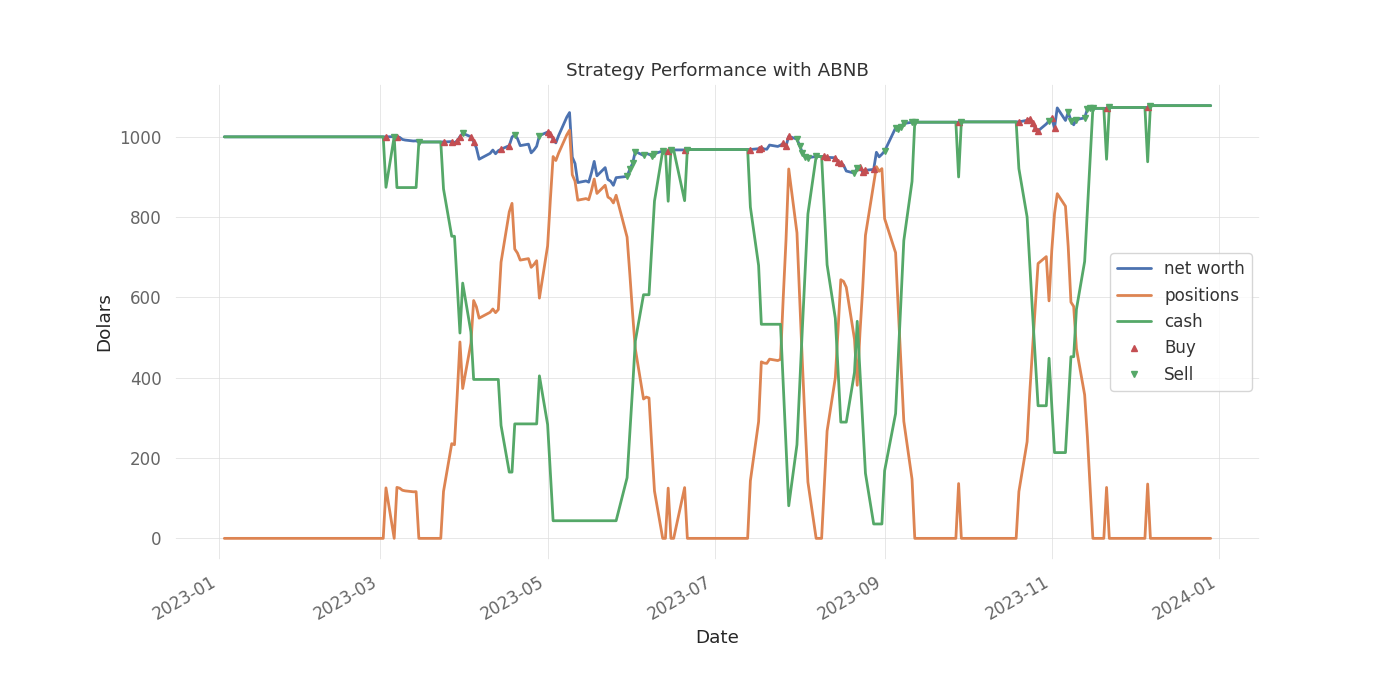 Strategy Performance with ABNB
Dolars
1000
800
600
400
200
0
net worth
positions
cash
Buy
Sell
2023-01
2023-03
2023-05
2023-07
2023-09
2023-11
2024-01
Date